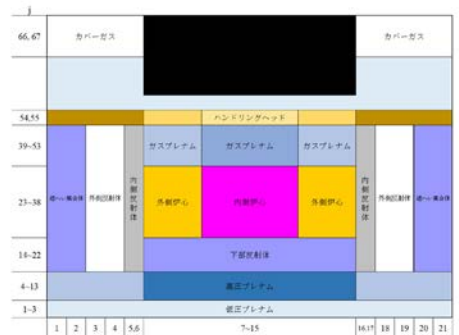 j
66, 67
カバーガス
カバーガス
54,55
ハンドリングヘッド
39~53
ガスプレナム
ガスプレナム
ガスプレナム
23~38
遮へい集合体
外側反射体
内側反射体
外側炉心
内側炉心
外側炉心
内側反射体
外側反射体
遮へい集合体
14~22
下部反射体
4~13
高圧プレナム
1~3
低圧プレナム
1
2
3
4
5,6
7~15
16,17
18
19
20
21